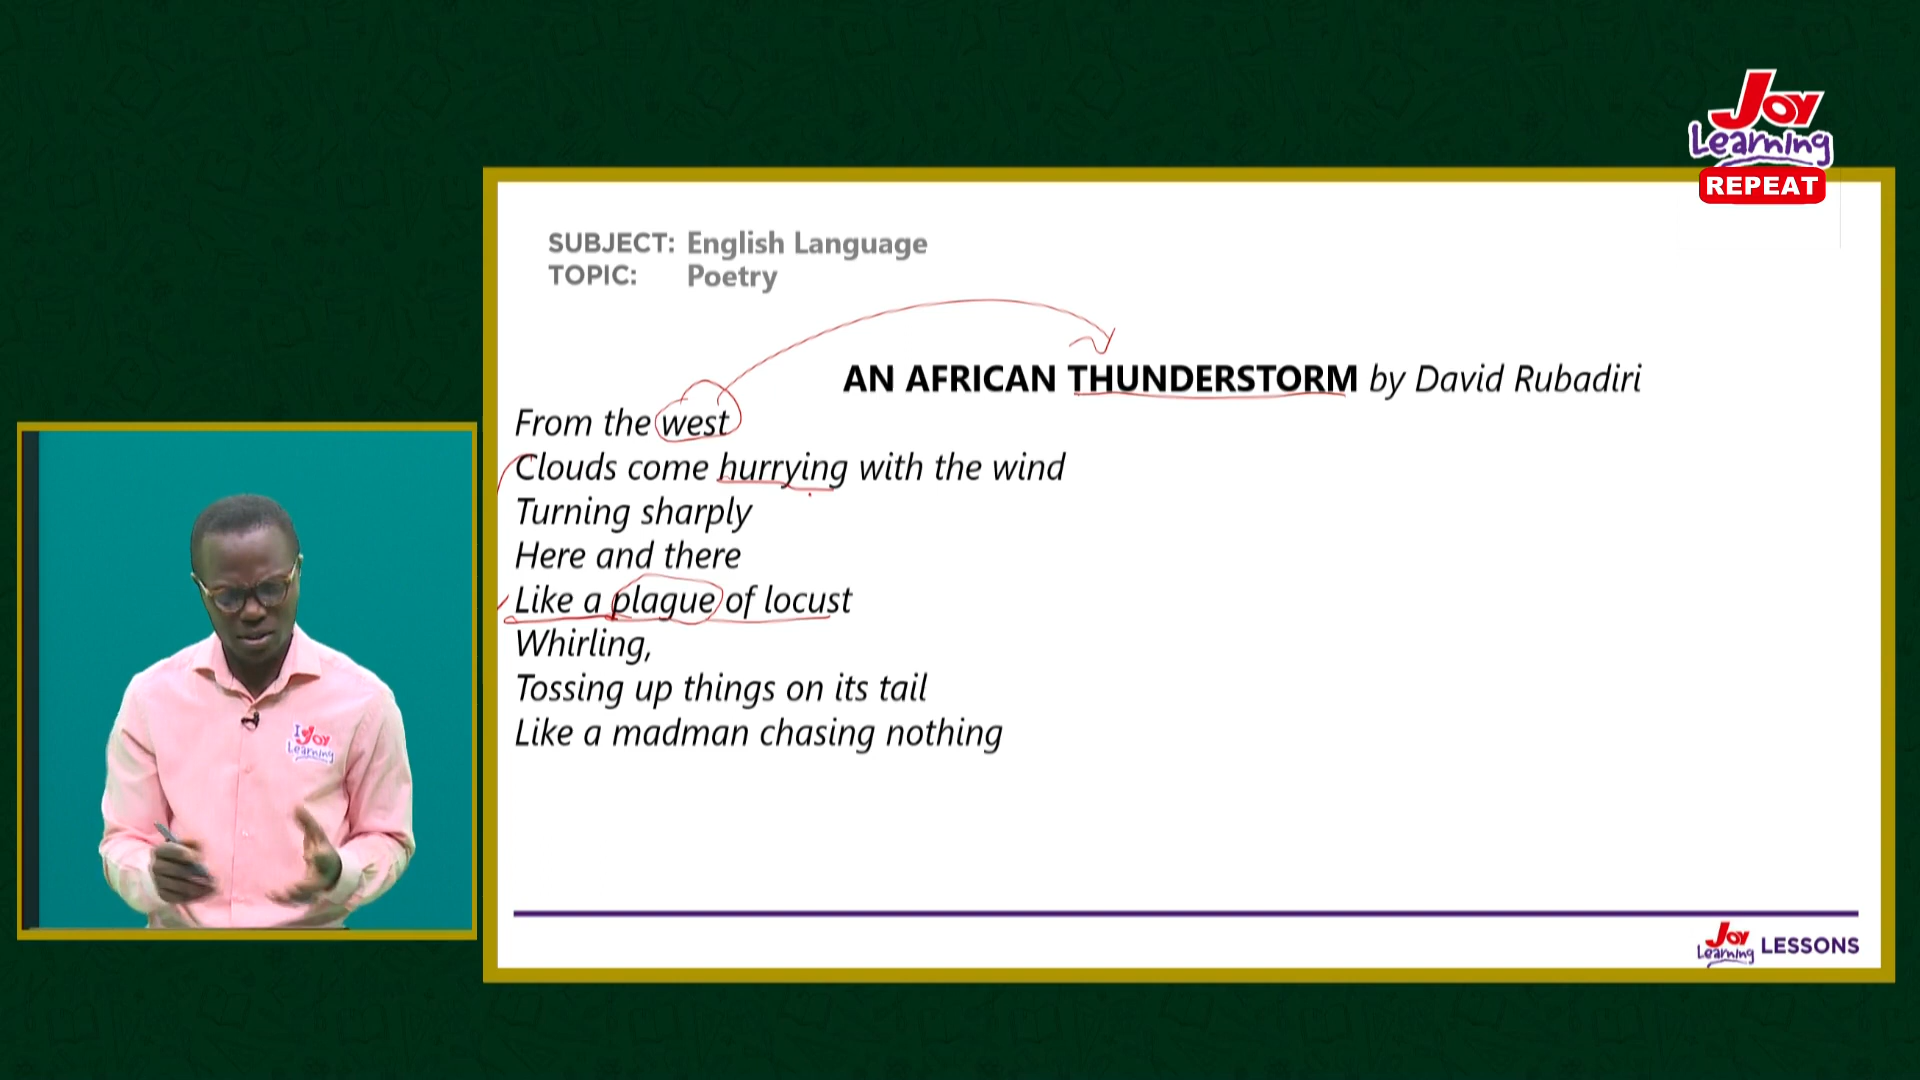 Joy
Learning
REPEAT
SUBJECT: English Language
TOPIC: Poetry
AN AFRICAN THUNDERSTORM by David Rubadiri
From the west
Clouds come hurrying with the wind
Turning sharply
Here and there
Like a plague of locust
Whirling,
Tossing up things on its tail
Like a madman chasing nothing
I Joy
Learning
Joy
Learning LESSONS